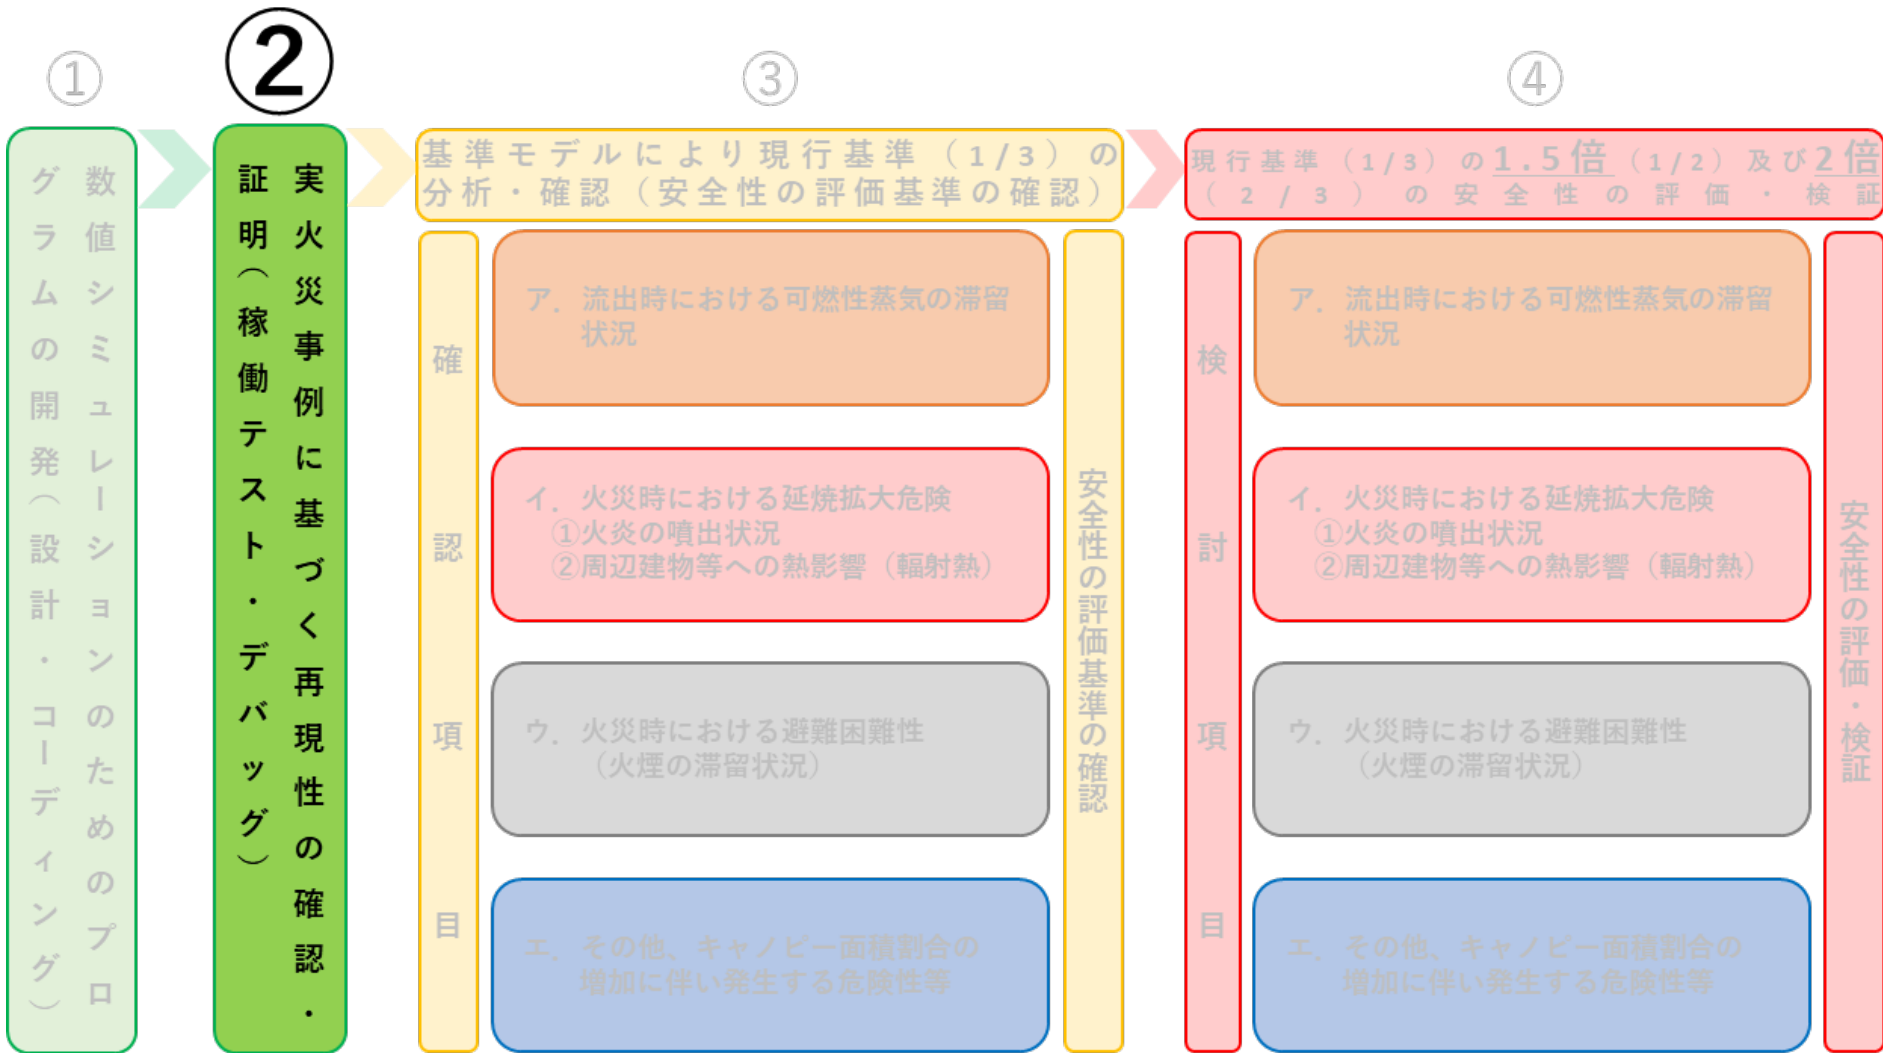 ①
数値シミュレーションのためのプロ
グラムの開発（設計・コーディング）
②
実火災事例に基づく再現性の確認・
証明（稼働テスト・デバッグ）
③
基準モデルにより現行基準（1/3）の
分析・確認（安全性の評価基準の確認）
確認項目
ア．流出時における可燃性蒸気の滞留
状況
イ．火災時における延焼拡大危険
①火炎の噴出状況
②周辺建物等への熱影響（輻射熱）
ウ．火災時における避難困難性
（火煙の滞留状況）
エ．その他、キャノピー面積割合の
増加に伴い発生する危険性等
安全性の評価基準の確認
④
現行基準（1/3）の1.5倍（1/2）及び2倍
（2/3）の安全性の評価・検証
検討項目
ア．流出時における可燃性蒸気の滞留
状況
イ．火災時における延焼拡大危険
①火炎の噴出状況
②周辺建物等への熱影響（輻射熱）
ウ．火災時における避難困難性
（火煙の滞留状況）
エ．その他、キャノピー面積割合の
増加に伴い発生する危険性等
安全性の評価・検証